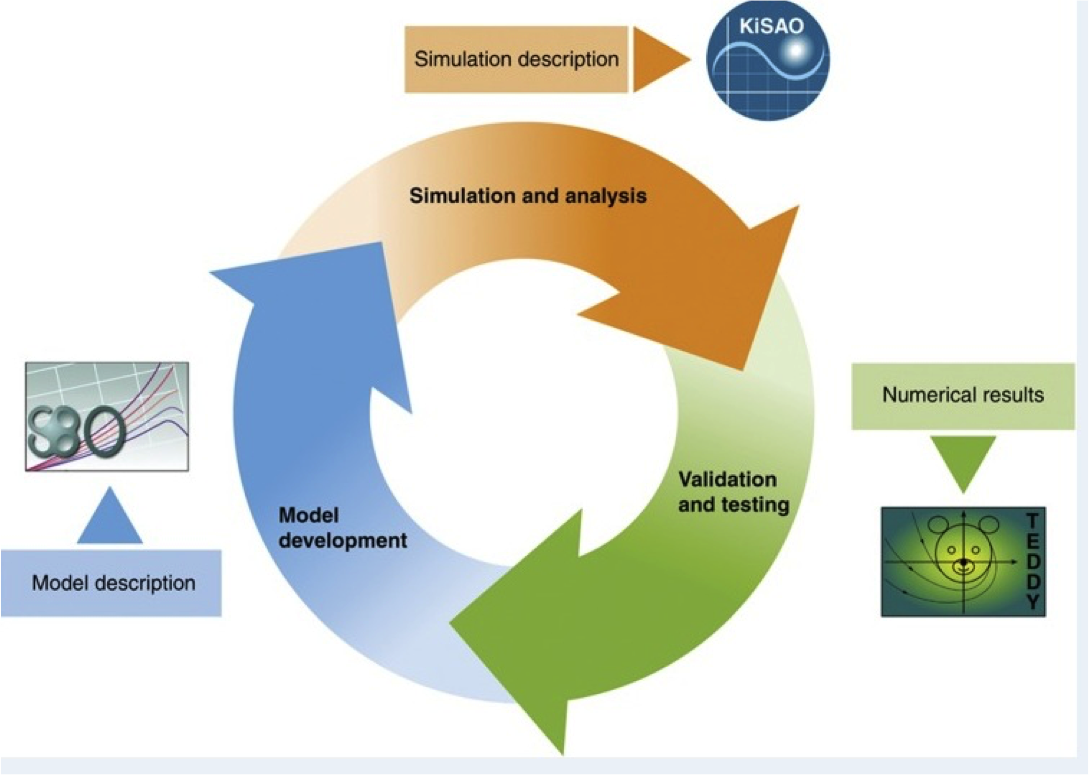 KiSAO
Simulation description
Simulation and analysis
Numerical results
SBO
Validation
and testing
Model
development
TEDDY
Model description